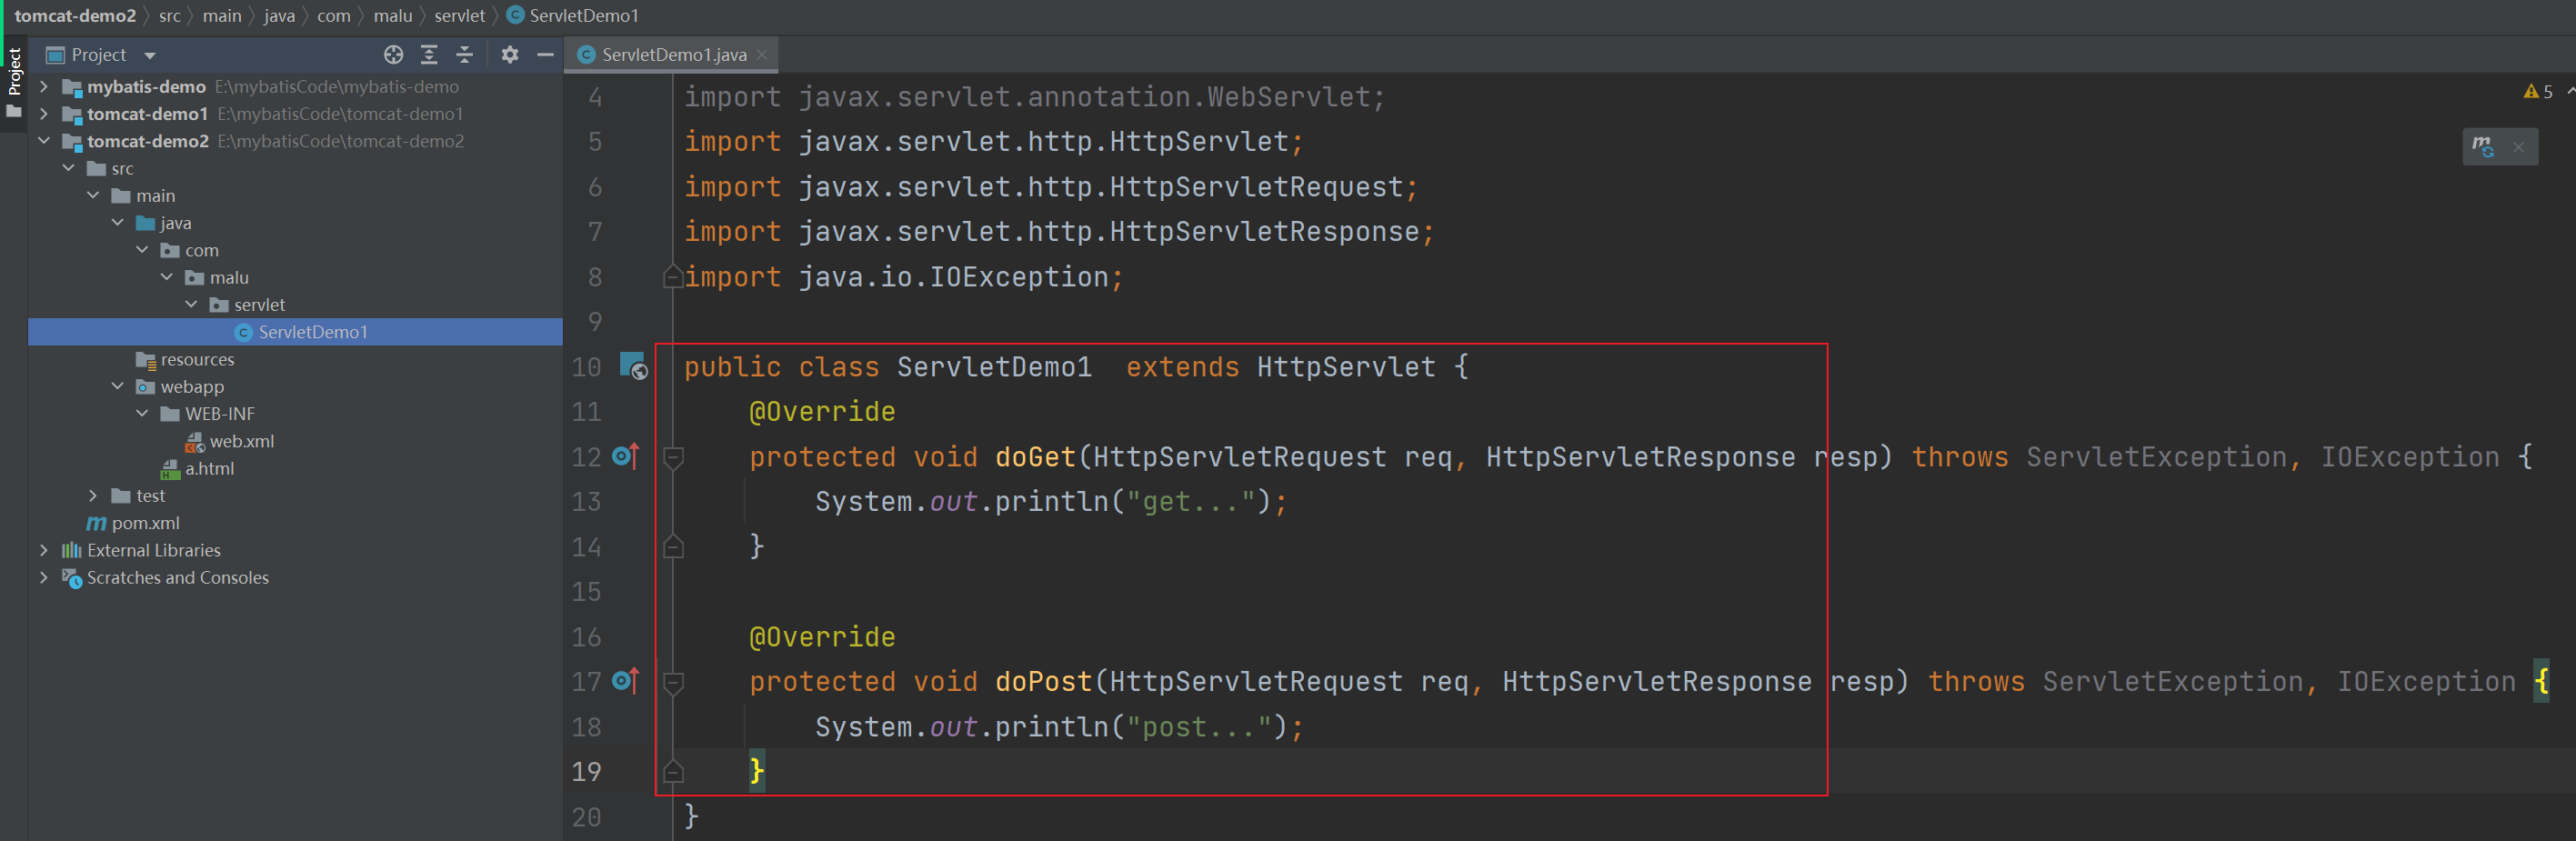 tomcat-demo2 src main java com malu servlet ServletDemo1
Project
Project
mybatis-demo E:\mybatisCode\mybatis-demo
tomcat-demo1 E:\mybatisCode\tomcat-demo1
tomcat-demo2 E:\mybatisCode\tomcat-demo2
src
main
java
com
malu
servlet
ServletDemo1
resources
webapp
WEB-INF
web.xml
a.html
test
pom.xml
External Libraries
Scratches and Consoles
ServletDemo1.java
5
4 import javax.servlet.annotation.WebServlet;
5 import javax.servlet.http.HttpServlet;
6 import javax.servlet.http.HttpServletRequest;
7 import javax.servlet.http.HttpServletResponse;
8 import java.io.IOException;
9
10 public class ServletDemo1  extends HttpServlet {
11 @Override
12 protected void doGet(HttpServletRequest req, HttpServletResponse resp) throws ServletException, IOException {
13 System.out.println("get...");
14 }
15
16 @Override
17 protected void doPost(HttpServletRequest req, HttpServletResponse resp) throws ServletException, IOException {
18 System.out.println("post...");
19 }
20 }